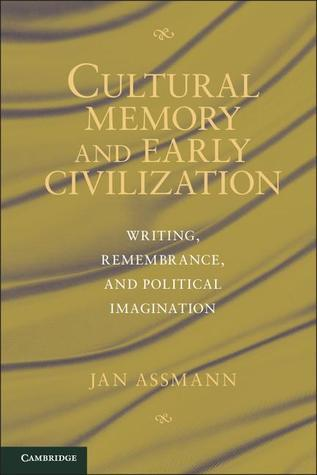 CULTURAL
MEMORY
AND EARLY
CIVILIZATION
WRITING,
REMEMBRANCE,
AND POLITICAL
IMAGINATION
JAN ASSMANN
CAMBRIDGE